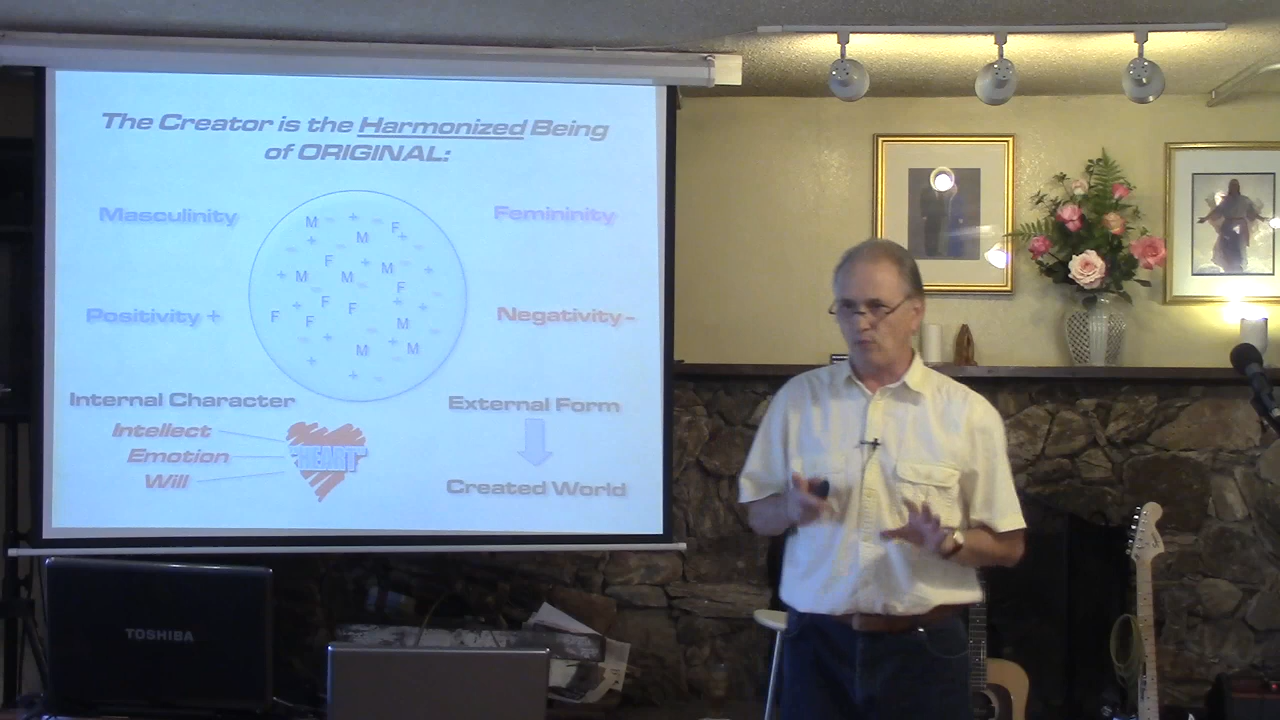 The Creator is the Harmonized Being
of ORIGINAL:
Masculinity
Femininity
M
F
M
F
M
M
M
F
F
F
F
F
M
M
M
Positivity +
Negativity -
Internal Character
External Form
Intellect
Emotion
"HEART"
Will
Created World
TOSHIBA